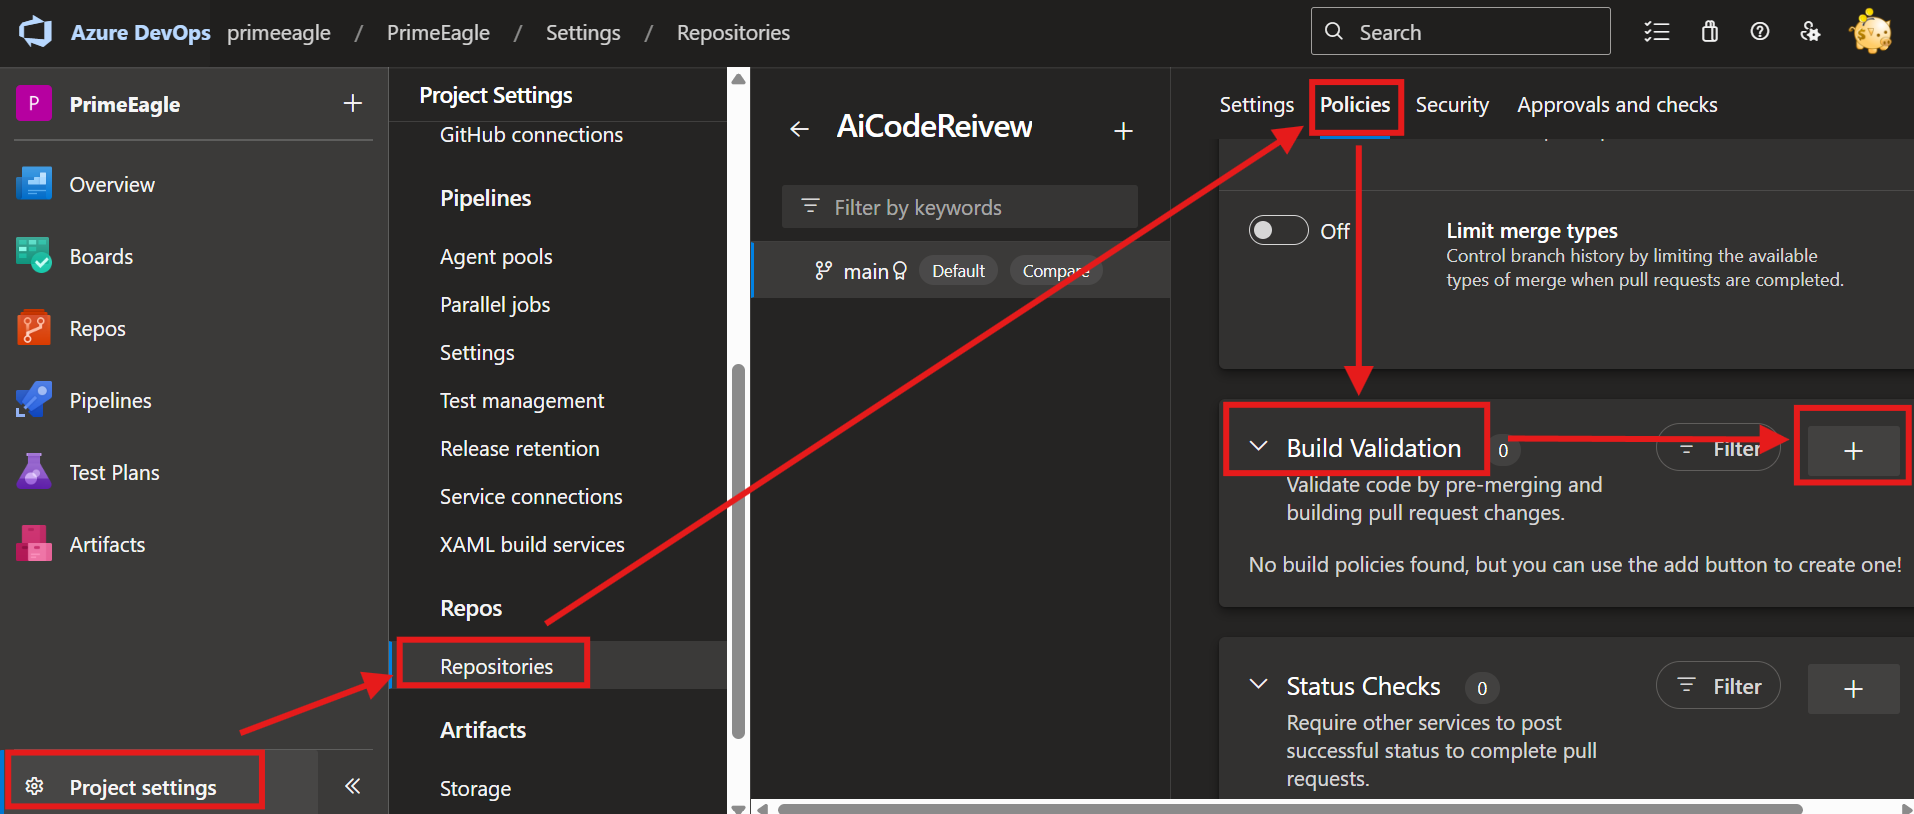 Azure DevOps primeeagle / PrimeEagle / Settings / Repositories
Search
P PrimeEagle
Overview
Boards
Repos
Pipelines
Test Plans
Artifacts
Project settings
Project Settings
GitHub connections
Pipelines
Agent pools
Parallel jobs
Settings
Test management
Release retention
Service connections
XAML build services
Repos
Repositories
Artifacts
Storage
AiCodeReivew
Filter by keywords
main Default Compare
Settings Policies Security Approvals and checks
Off
Limit merge types
Control branch history by limiting the available
types of merge when pull requests are completed.
Build Validation 0 Filter
Validate code by pre-merging and
building pull request changes.
No build policies found, but you can use the add button to create one!
Status Checks 0 Filter
Require other services to post
successful status to complete pull
requests.